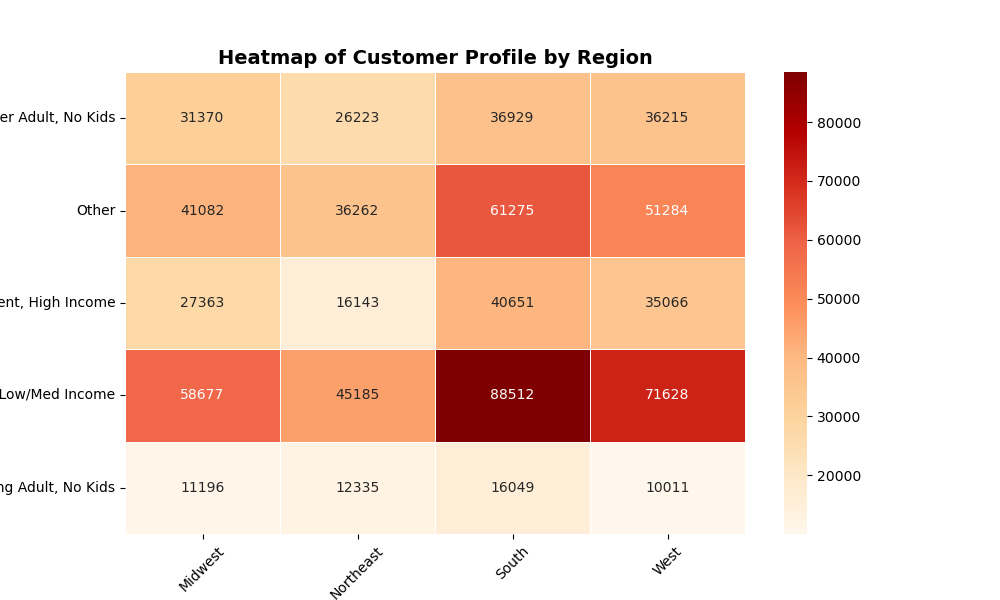 Heatmap of Customer Profile by Region
er Adult, No Kids 31370 26223 36929 36215
Other 41082 36262 61275 51284
ent, High Income 27363 16143 40651 35066
Low/Med Income 58677 45185 88512 71628
ng Adult, No Kids 11196 12335 16049 10011
Midwest Northeast South West
80000
70000
60000
50000
40000
30000
20000